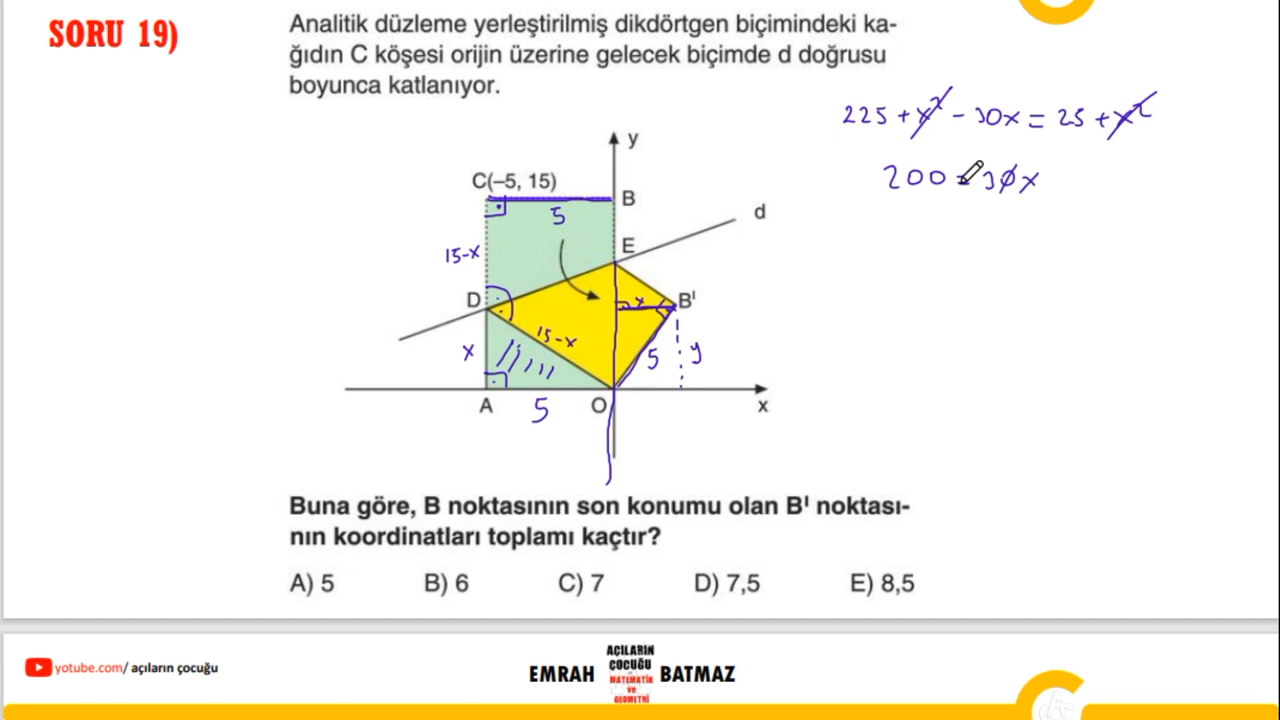 SORU 19)
Analitik düzleme yerleştirilmiş dikdörtgen biçimindeki ka-
ğıdın C köşesi orijin üzerine gelecek biçimde d doğrusu
boyunca katlanıyor.
225 + x² - 30x = 25 + x²
200 = 30x
y
C(–5, 15)
B
5
d
15-x
E
D
x
B'
15-x
x
5
y
A
5
O
x
Buna göre, B noktasının son konumu olan B' noktası-
nın koordinatları toplamı kaçtır?
A) 5 B) 6 C) 7 D) 7,5 E) 8,5
yotube.com/ açıların çocuğu
EMRAH
AÇILARIN
ÇOCUĞU
MATEMATİK
ve
GEOMETRİ
BATMAZ